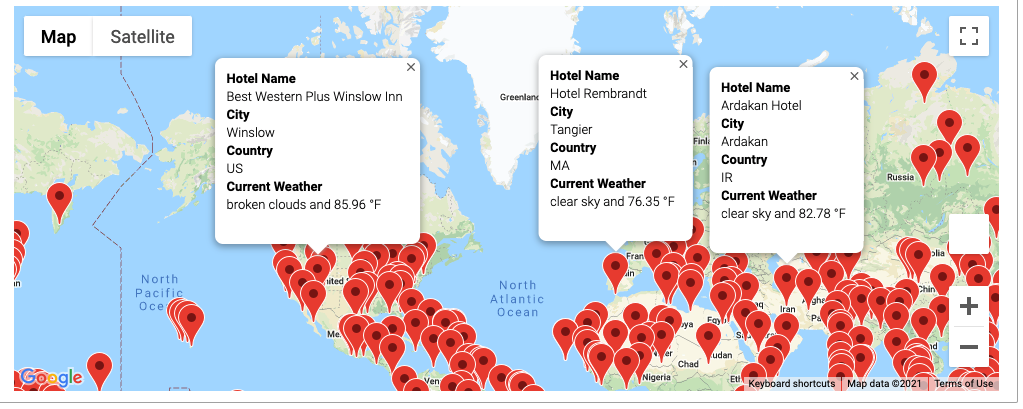 Map
Satellite
Hotel Name
Best Western Plus Winslow Inn
City
Winslow
Country
US
Current Weather
broken clouds and 85.96 °F
Hotel Name
Hotel Rembrandt
City
Tangier
Country
MA
Current Weather
clear sky and 76.35 °F
Hotel Name
Ardakan Hotel
City
Ardakan
Country
IR
Current Weather
clear sky and 82.78 °F
Greenland
Russia
North
Pacific
Oce
North
Atlantic
Ocean
Iran
Chad
Nigeria
Ven
Google
Keyboard shortcuts
Map data ©2021
Terms of Use